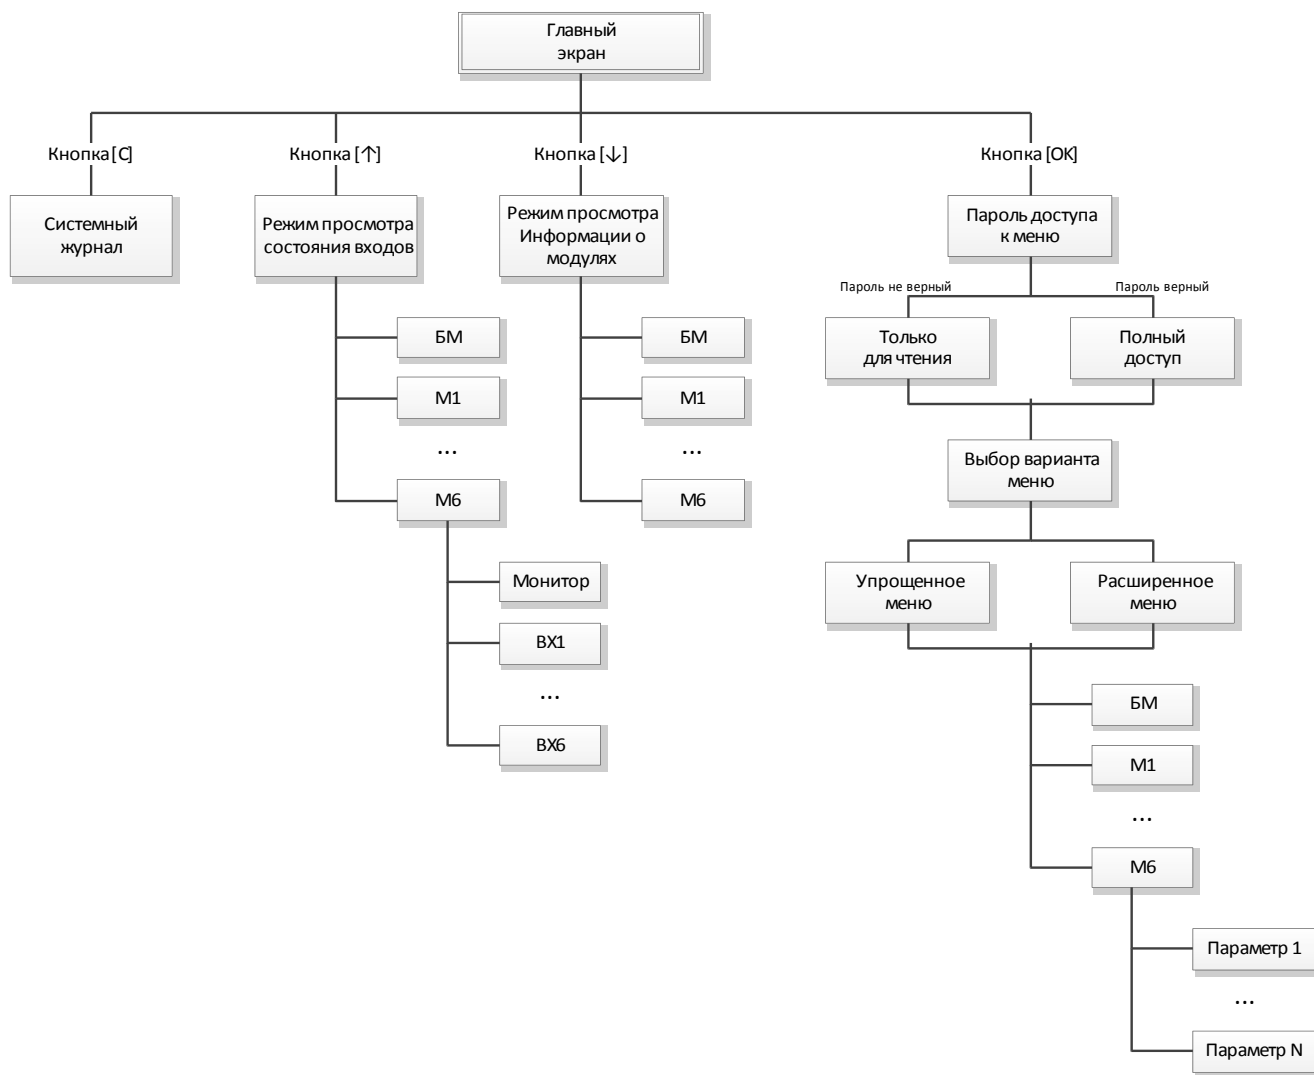 Главный
экран
Кнопка [C]
Кнопка [↑]
Кнопка [↓]
Кнопка [OK]
Системный
журнал
Режим просмотра
состояния входов
Режим просмотра
Информации о
модулях
Пароль доступа
к меню
Пароль не верный
Пароль верный
БМ
М1
...
М6
Монитор
ВХ1
...
ВХ6
БМ
М1
...
М6
Только
для чтения
Полный
доступ
Выбор варианта
меню
Упрощенное
меню
Расширенное
меню
БМ
М1
...
М6
Параметр 1
...
Параметр N